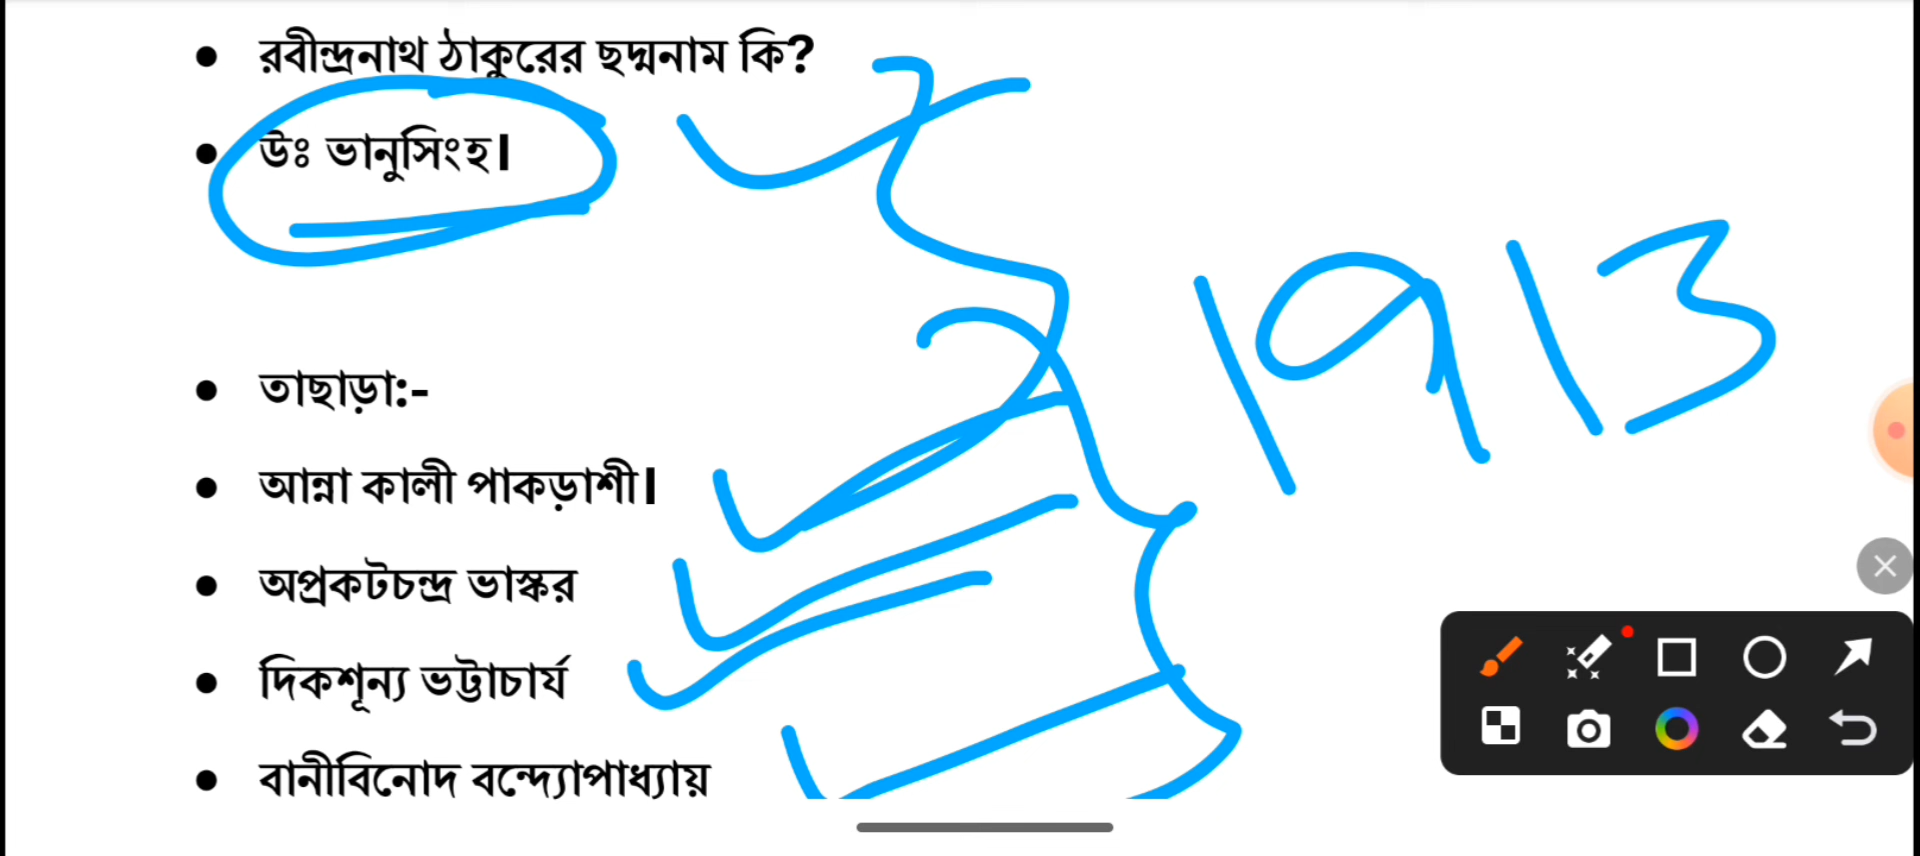 • রবীন্দ্রনাথ ঠাকুরের ছদ্মনাম কি?
• উঃ ভানুসিংহ।
1913
• তাছাড়া:-
• আন্না কালী পাকড়াশী।
• অপ্রকটচন্দ্র ভাস্কর
• দিকশূন্য ভট্টাচার্য
• বানীবিনোদ বন্দ্যোপাধ্যায়